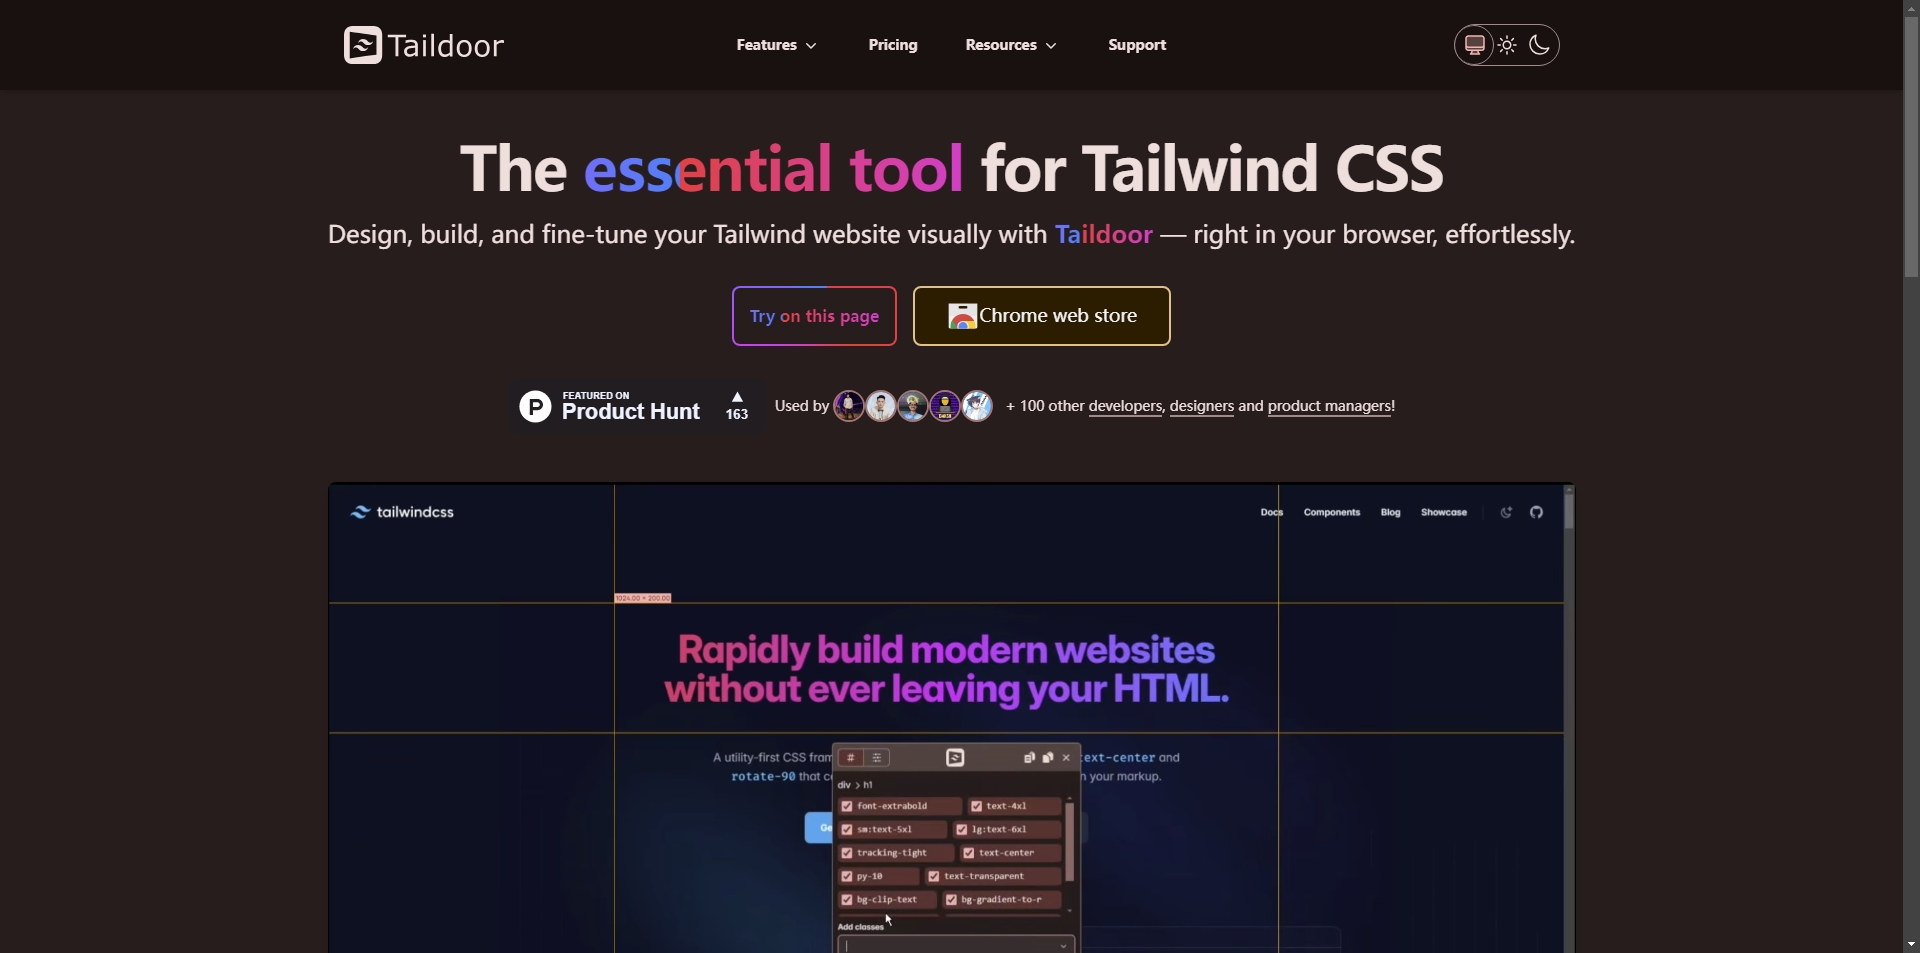 Taildoor
Features
Pricing
Resources
Support
The essential tool for Tailwind CSS
Design, build, and fine-tune your Tailwind website visually with Taildoor — right in your browser, effortlessly.
Try on this page
Chrome web store
P
FEATURED ON
Product Hunt
163
Used by
+ 100 other developers, designers and product managers!
tailwindcss
Docs
Components
Blog
Showcase
1024.00 × 200.00
Rapidly build modern websites
without ever leaving your HTML.
A utility-first CSS fram
text-center and
rotate-90 that c
n your markup.
Ge
#
div > h1
font-extrabold
text-4xl
sm:text-5xl
lg:text-6xl
tracking-tight
text-center
py-10
text-transparent
bg-clip-text
bg-gradient-to-r
Add classes